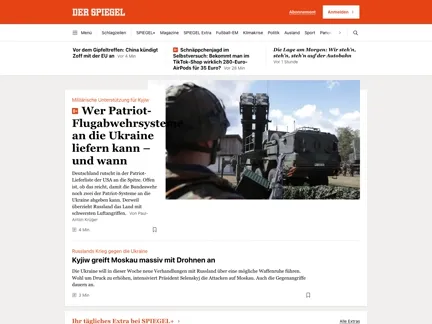 DER SPIEGEL
Abonnement
Anmelden
Menü
Schlagzeilen
SPIEGEL+
Magazine
SPIEGEL Extra
Fußball-EM
Klimakrise
Politik
Ausland
Sport
Vor dem Gipfeltreffen: China kündigt
Zoff mit der EU an
Vor 4 Min
Schnäppchenjagd im
Selbstversuch: Bekommt man im
TikTok-Shop wirklich 280-Euro-
AirPods für 35 Euro?
Vor 28 Min
Die Lage am Morgen: Wir steh'n,
steh'n, steh'n auf der Autobahn
Vor 1 Stunde
Militärische Unterstützung für Kyjiw
Wer Patriot-
Flugabwehrsysteme
an die Ukraine
liefern kann –
und wann
Deutschland rutscht in der Patriot-
Lieferliste der USA an die Spitze. Offen
ist, ob das reicht, damit die Bundeswehr
noch zwei der Patriot-Systeme an die
Ukraine abgeben kann. Derweil
überzieht Russland das Land mit
schwersten Luftangriffen.
Von Paul-
Anton Krüger
4 Min
Russlands Krieg gegen die Ukraine
Kyjiw greift Moskau massiv mit Drohnen an
Die Ukraine will in dieser Woche neue Verhandlungen mit Russland über eine mögliche Waffenruhe führen.
Wohl um Druck zu erhöhen, intensiviert Präsident Selenskyj die Attacken auf Moskau. Auch die Gegenangriffe
dauern an.
3 Min
Ihr tägliches Extra bei SPIEGEL+
Alle Extras